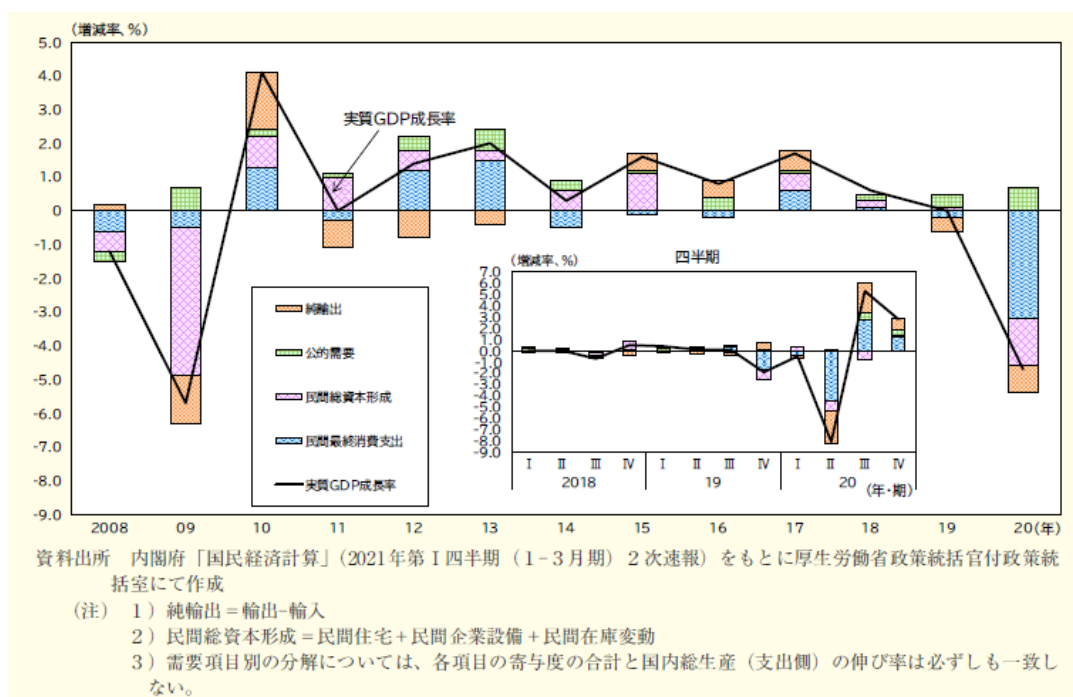 (増減率、%)
5.0
4.0
3.0
2.0
1.0
0
-1.0
-2.0
-3.0
-4.0
-5.0
-6.0
-7.0
-8.0
-9.0
実質GDP成長率
純輸出
公的需要
民間総資本形成
民間最終消費支出
実質GDP成長率
(増減率、%)
四半期
7.0
6.0
5.0
4.0
3.0
2.0
1.0
0.0
-1.0
-2.0
-3.0
-4.0
-5.0
-6.0
-7.0
-8.0
-9.0
Ⅰ Ⅱ Ⅲ Ⅳ Ⅰ Ⅱ Ⅲ Ⅳ Ⅰ Ⅱ Ⅲ Ⅳ
2018 19 20 (年・期)
2008 09 10 11 12 13 14 15 16 17 18 19 20(年)
資料出所 内閣府「国民経済計算」(2021年第Ⅰ四半期(1-3月期)2次速報)をもとに厚生労働省政策統括官付政策統
括室にて作成
(注) 1)純輸出=輸出-輸入
2)民間総資本形成=民間住宅+民間企業設備+民間在庫変動
3)需要項目別の分解については、各項目の寄与度の合計と国内総生産(支出側)の伸び率は必ずしも一致し
ない。